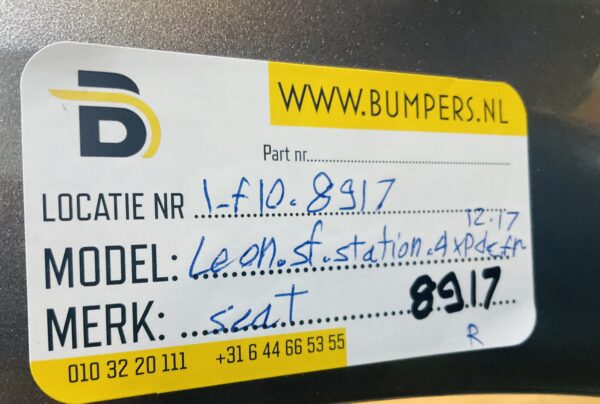 WWW.BUMPERS.NL
Part nr
LOCATIE NR 1-f10.8917
12.17
MODEL: Leon.sf.station.4xpdc.fr
MERK: seat 8917
R
010 32 20 111 +31 6 44 66 53 55